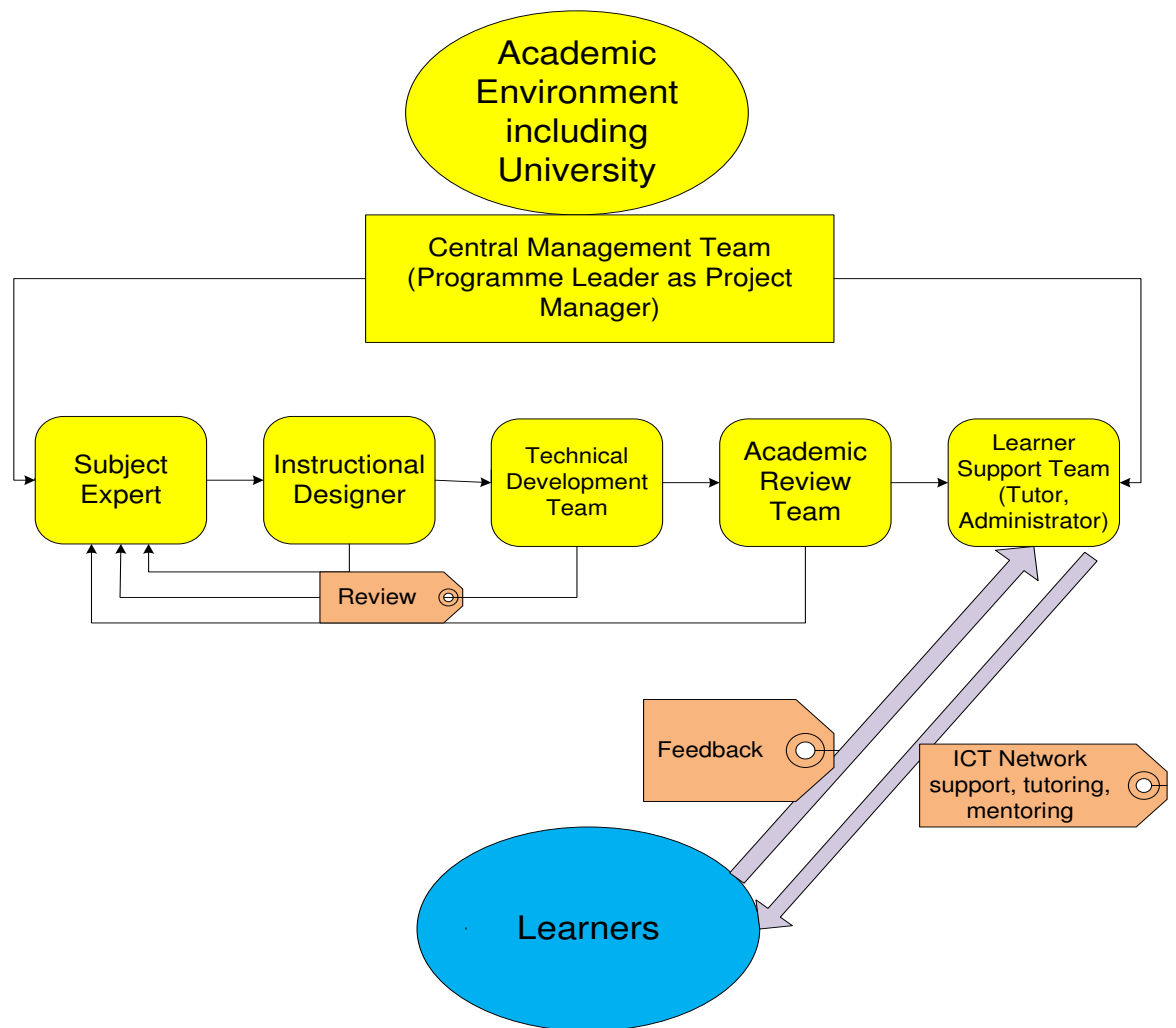 Academic
Environment
including
University
Central Management Team
(Programme Leader as Project
Manager)
Subject
Expert
Instructional
Designer
Technical
Development
Team
Academic
Review
Team
Learner
Support Team
(Tutor,
Administrator)
Review
Feedback
ICT Network
support, tutoring,
mentoring
Learners